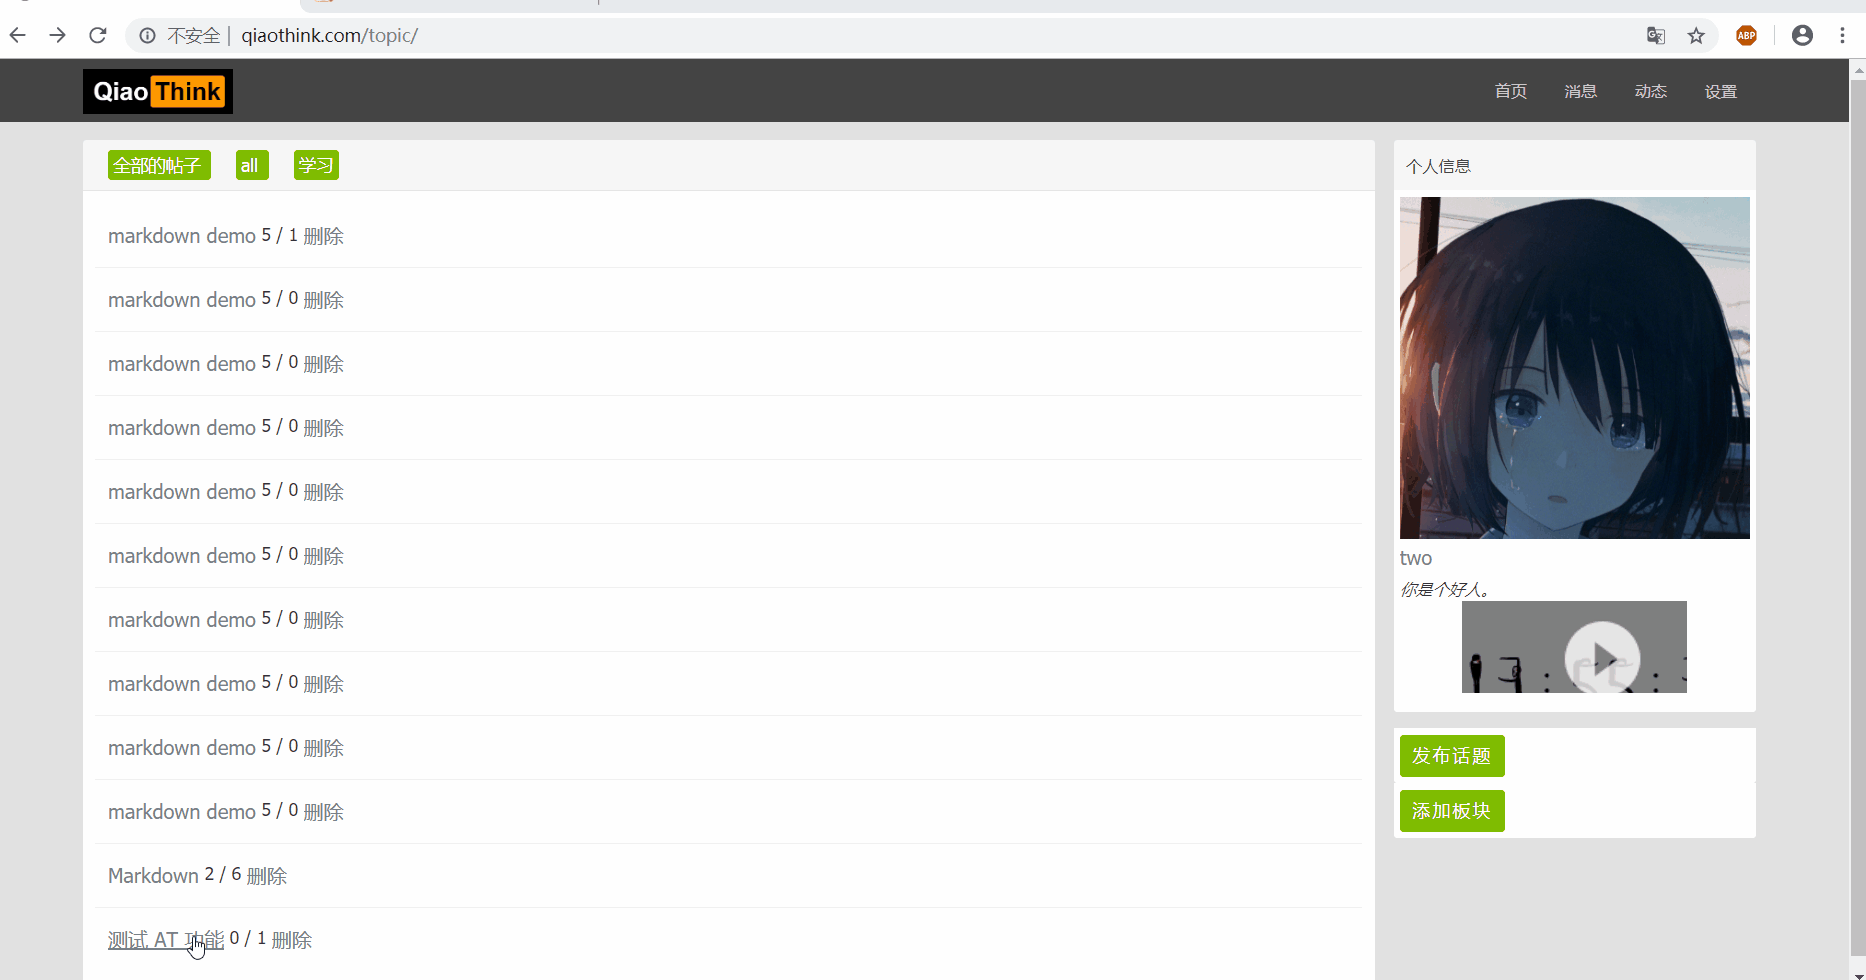 不安全 | qiaothink.com/topic/
ABP
Qiao Think
首页 消息 动态 设置
全部的帖子 all 学习
markdown demo 5 / 1 删除
markdown demo 5 / 0 删除
markdown demo 5 / 0 删除
markdown demo 5 / 0 删除
markdown demo 5 / 0 删除
markdown demo 5 / 0 删除
markdown demo 5 / 0 删除
markdown demo 5 / 0 删除
markdown demo 5 / 0 删除
markdown demo 5 / 0 删除
Markdown 2 / 6 删除
测试 AT 功能 0 / 1 删除
个人信息
two
你是个好人。
发布话题
添加板块